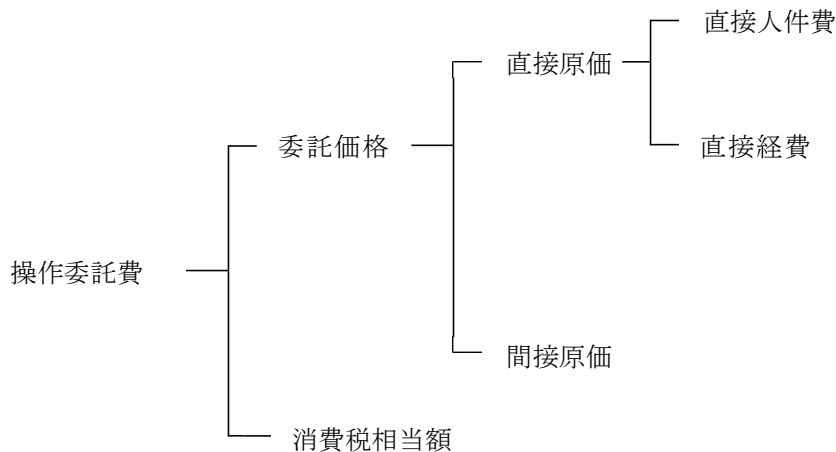 直接人件費
直接原価
委託価格
直接経費
操作委託費
間接原価
消費税相当額